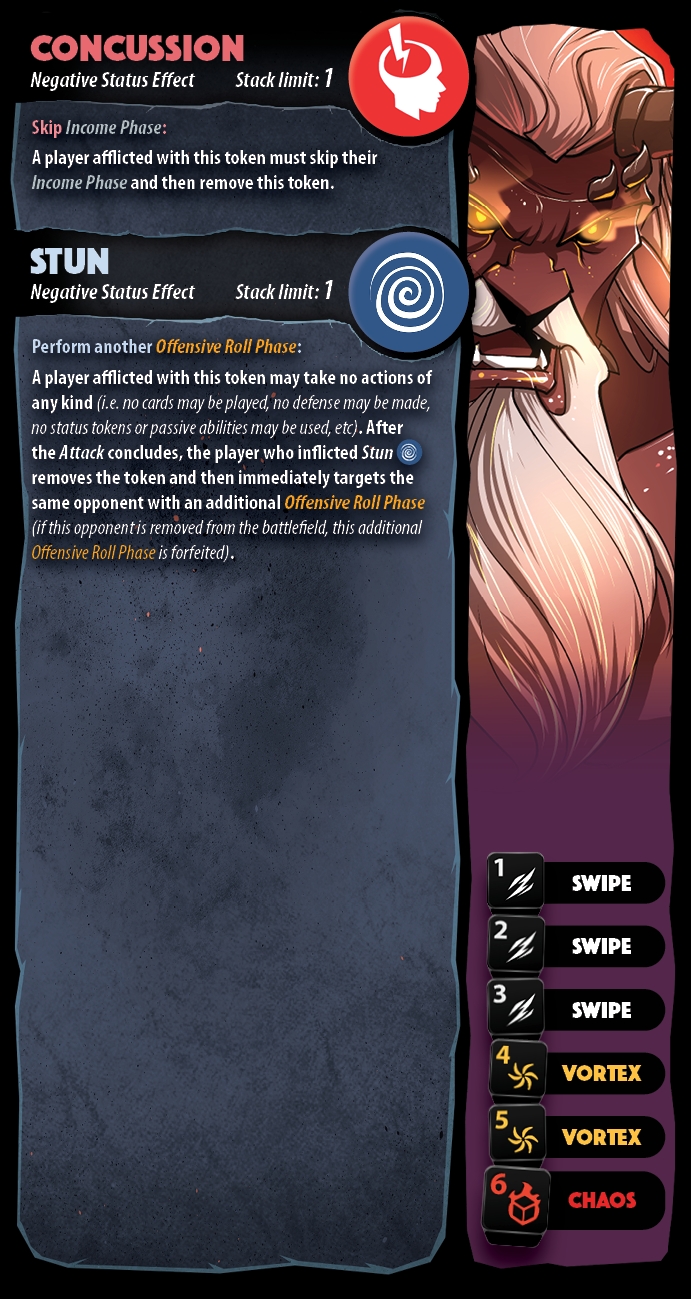 CONCUSSION
Negative Status Effect Stack limit: 1
Skip Income Phase:
A player afflicted with this token must skip their
Income Phase and then remove this token.
STUN
Negative Status Effect Stack limit: 1
Perform another Offensive Roll Phase:
A player afflicted with this token may take no actions of
any kind (i.e. no cards may be played, no defense may be made,
no status tokens or passive abilities may be used, etc). After
the Attack concludes, the player who inflicted Stun
removes the token and then immediately targets the
same opponent with an additional Offensive Roll Phase
(if this opponent is removed from the battlefield, this additional
Offensive Roll Phase is forfeited).
1 SWIPE
2 SWIPE
3 SWIPE
4 VORTEX
5 VORTEX
6 CHAOS